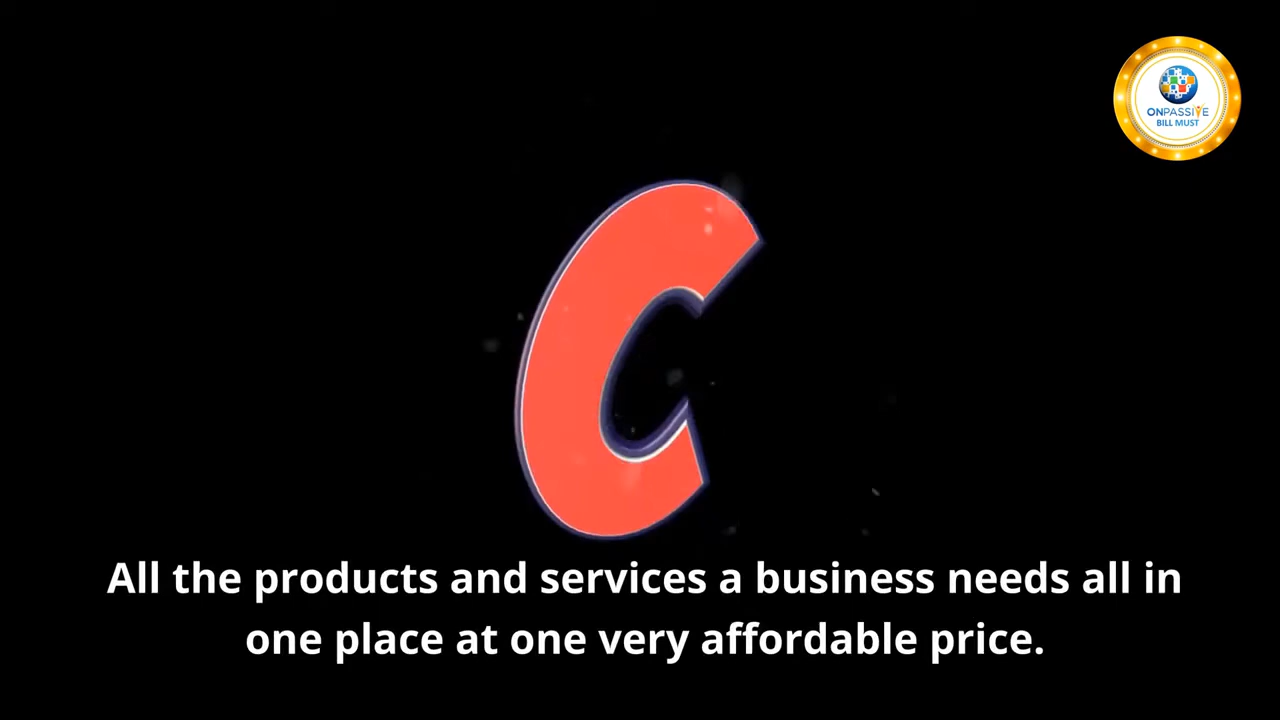 ONPASSIVE
BILL MUST
C
All the products and services a business needs all in
one place at one very affordable price.